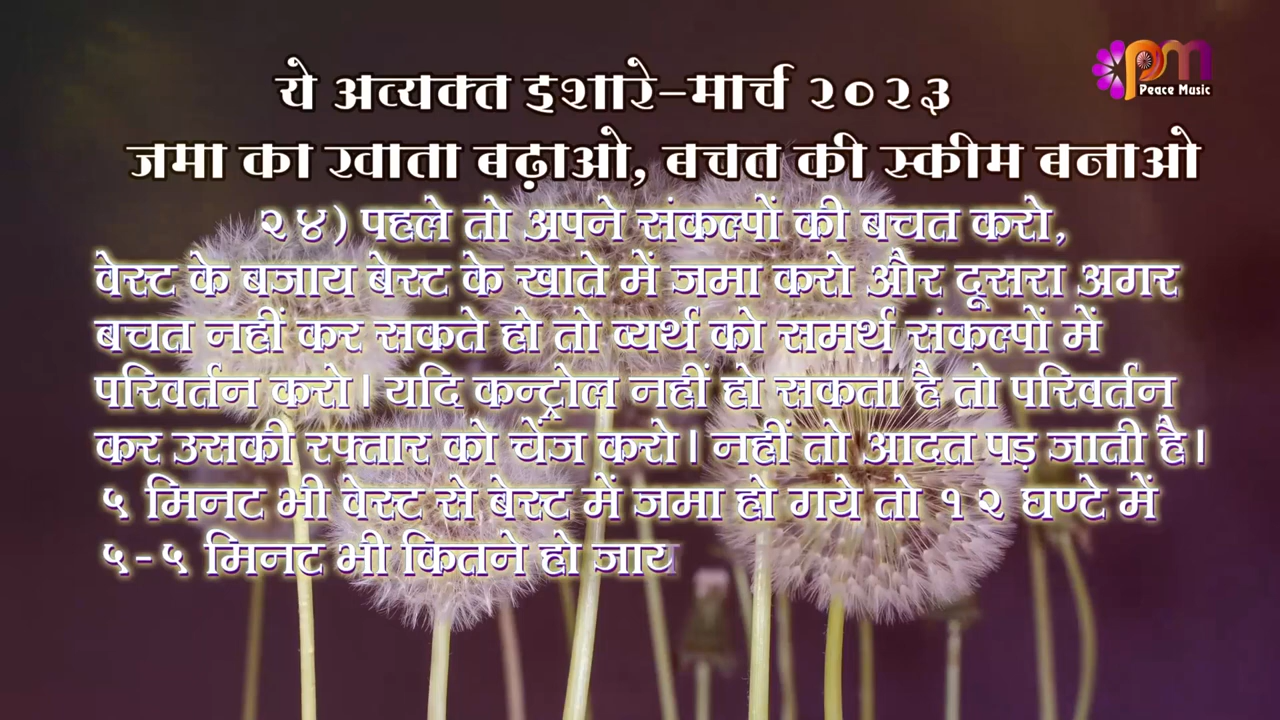 pm
Peace Music
ये अव्यक्त इशारे-मार्च २०२३
जमा का खाता बढ़ाओ, बचत की स्कीम बनाओ
२४) पहले तो अपने संकल्पों की बचत करो,
वेस्ट के बजाय बेस्ट के खाते में जमा करो और दूसरा अगर
बचत नहीं कर सकते हो तो व्यर्थ को समर्थ संकल्पों में
परिवर्तन करो। यदि कन्ट्रोल नहीं हो सकता है तो परिवर्तन
कर उसकी रफ्तार को चेंज करो। नहीं तो आदत पड़ जाती है।
५ मिनट भी वेस्ट से बेस्ट में जमा हो गये तो १२ घण्टे में
५-५ मिनट भी कितने हो जाय